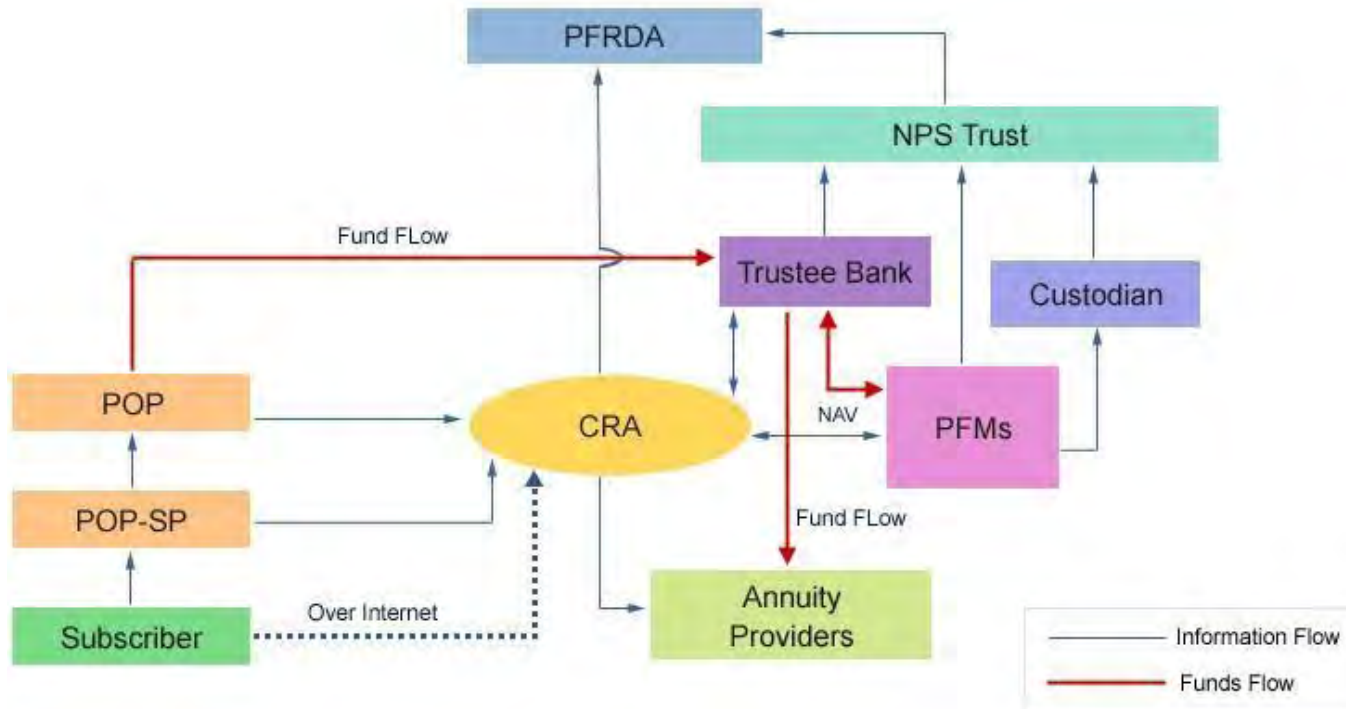 PFRDA
NPS Trust
Fund FLow
Trustee Bank
Custodian
POP
CRA
NAV
PFMs
POP-SP
Fund FLow
Annuity
Providers
Over Internet
Subscriber
Information Flow
Funds Flow